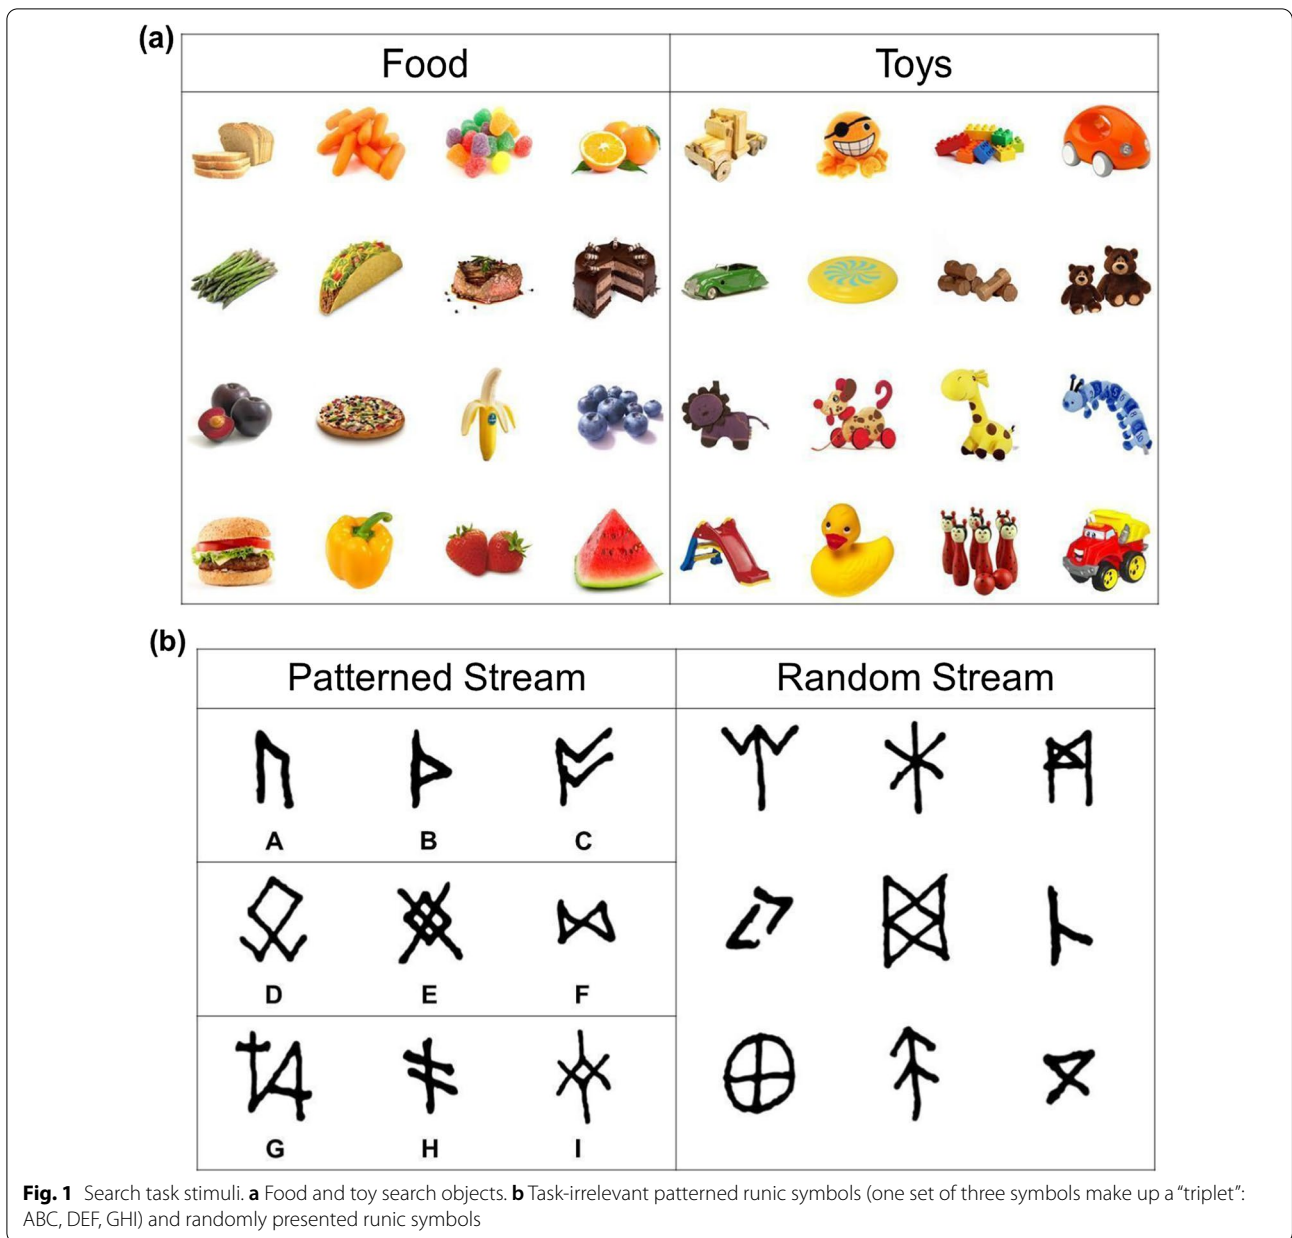 (a)
Food Toys
(b)
Patterned Stream Random Stream
A B C
D E F
G H I
Fig. 1 Search task stimuli. a Food and toy search objects. b Task-irrelevant patterned runic symbols (one set of three symbols make up a “triplet”:
ABC, DEF, GHI) and randomly presented runic symbols